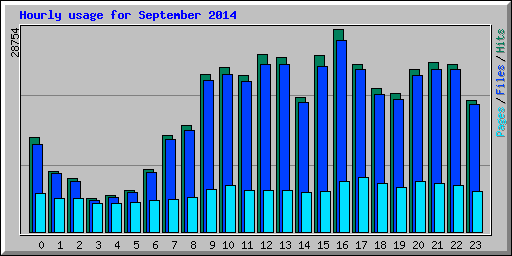 Hourly usage for September 2014
28754
Pages/Files/Hits
0 1 2 3 4 5 6 7 8 9 10 11 12 13 14 15 16 17 18 19 20 21 22 23